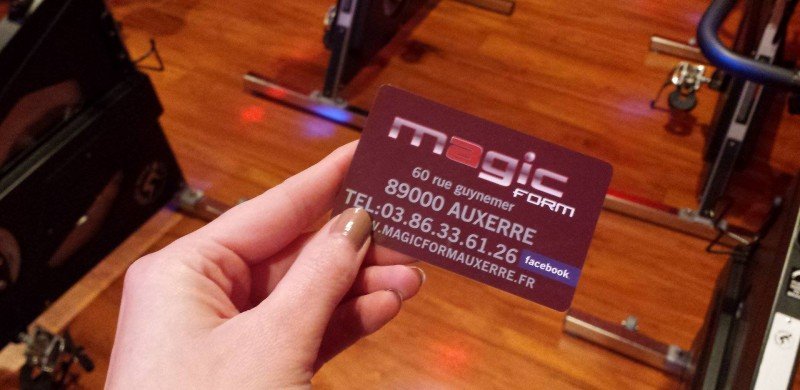 magic
FORM
60 rue guynemer
89000 AUXERRE
TEL:03.86.33.61.26
.MAGICFORMAUXERRE.FR
facebook